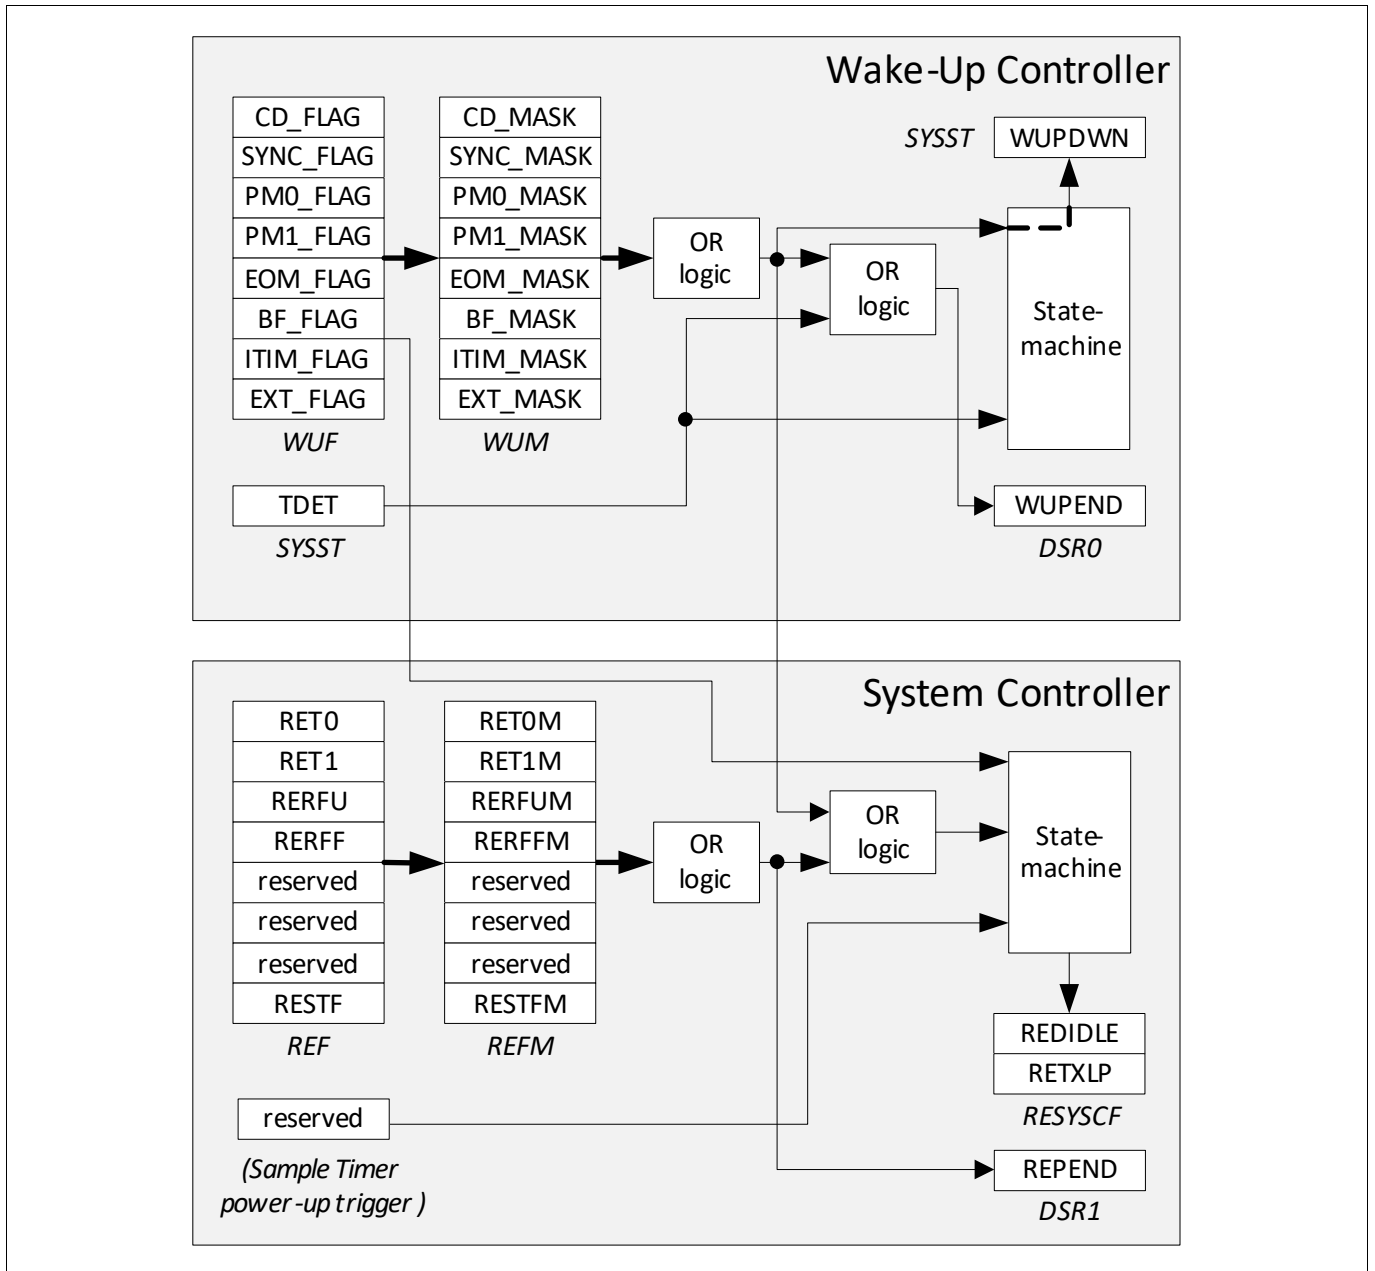 Wake-Up Controller
CD_FLAG
SYNC_FLAG
PM0_FLAG
PM1_FLAG
EOM_FLAG
BF_FLAG
ITIM_FLAG
EXT_FLAG
WUF
CD_MASK
SYNC_MASK
PM0_MASK
PM1_MASK
EOM_MASK
BF_MASK
ITIM_MASK
EXT_MASK
WUM
OR
logic
OR
logic
SYSST
WUPDWN
State-
machine
TDET
SYSST
WUPEND
DSR0
System Controller
RET0
RET1
RERFU
RERFF
reserved
reserved
reserved
RESTF
REF
RET0M
RET1M
RERFUM
RERFFM
reserved
reserved
reserved
RESTFM
REFM
OR
logic
OR
logic
State-
machine
REDIDLE
RETXLP
RESYSCF
reserved
(Sample Timer
power-up trigger )
REPEND
DSR1